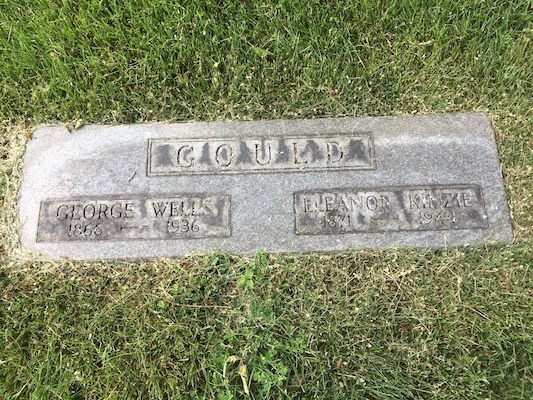 GOULD
GEORGE WELLS
1866 — 1936
ELEANOR KINZIE
1871 — 1944